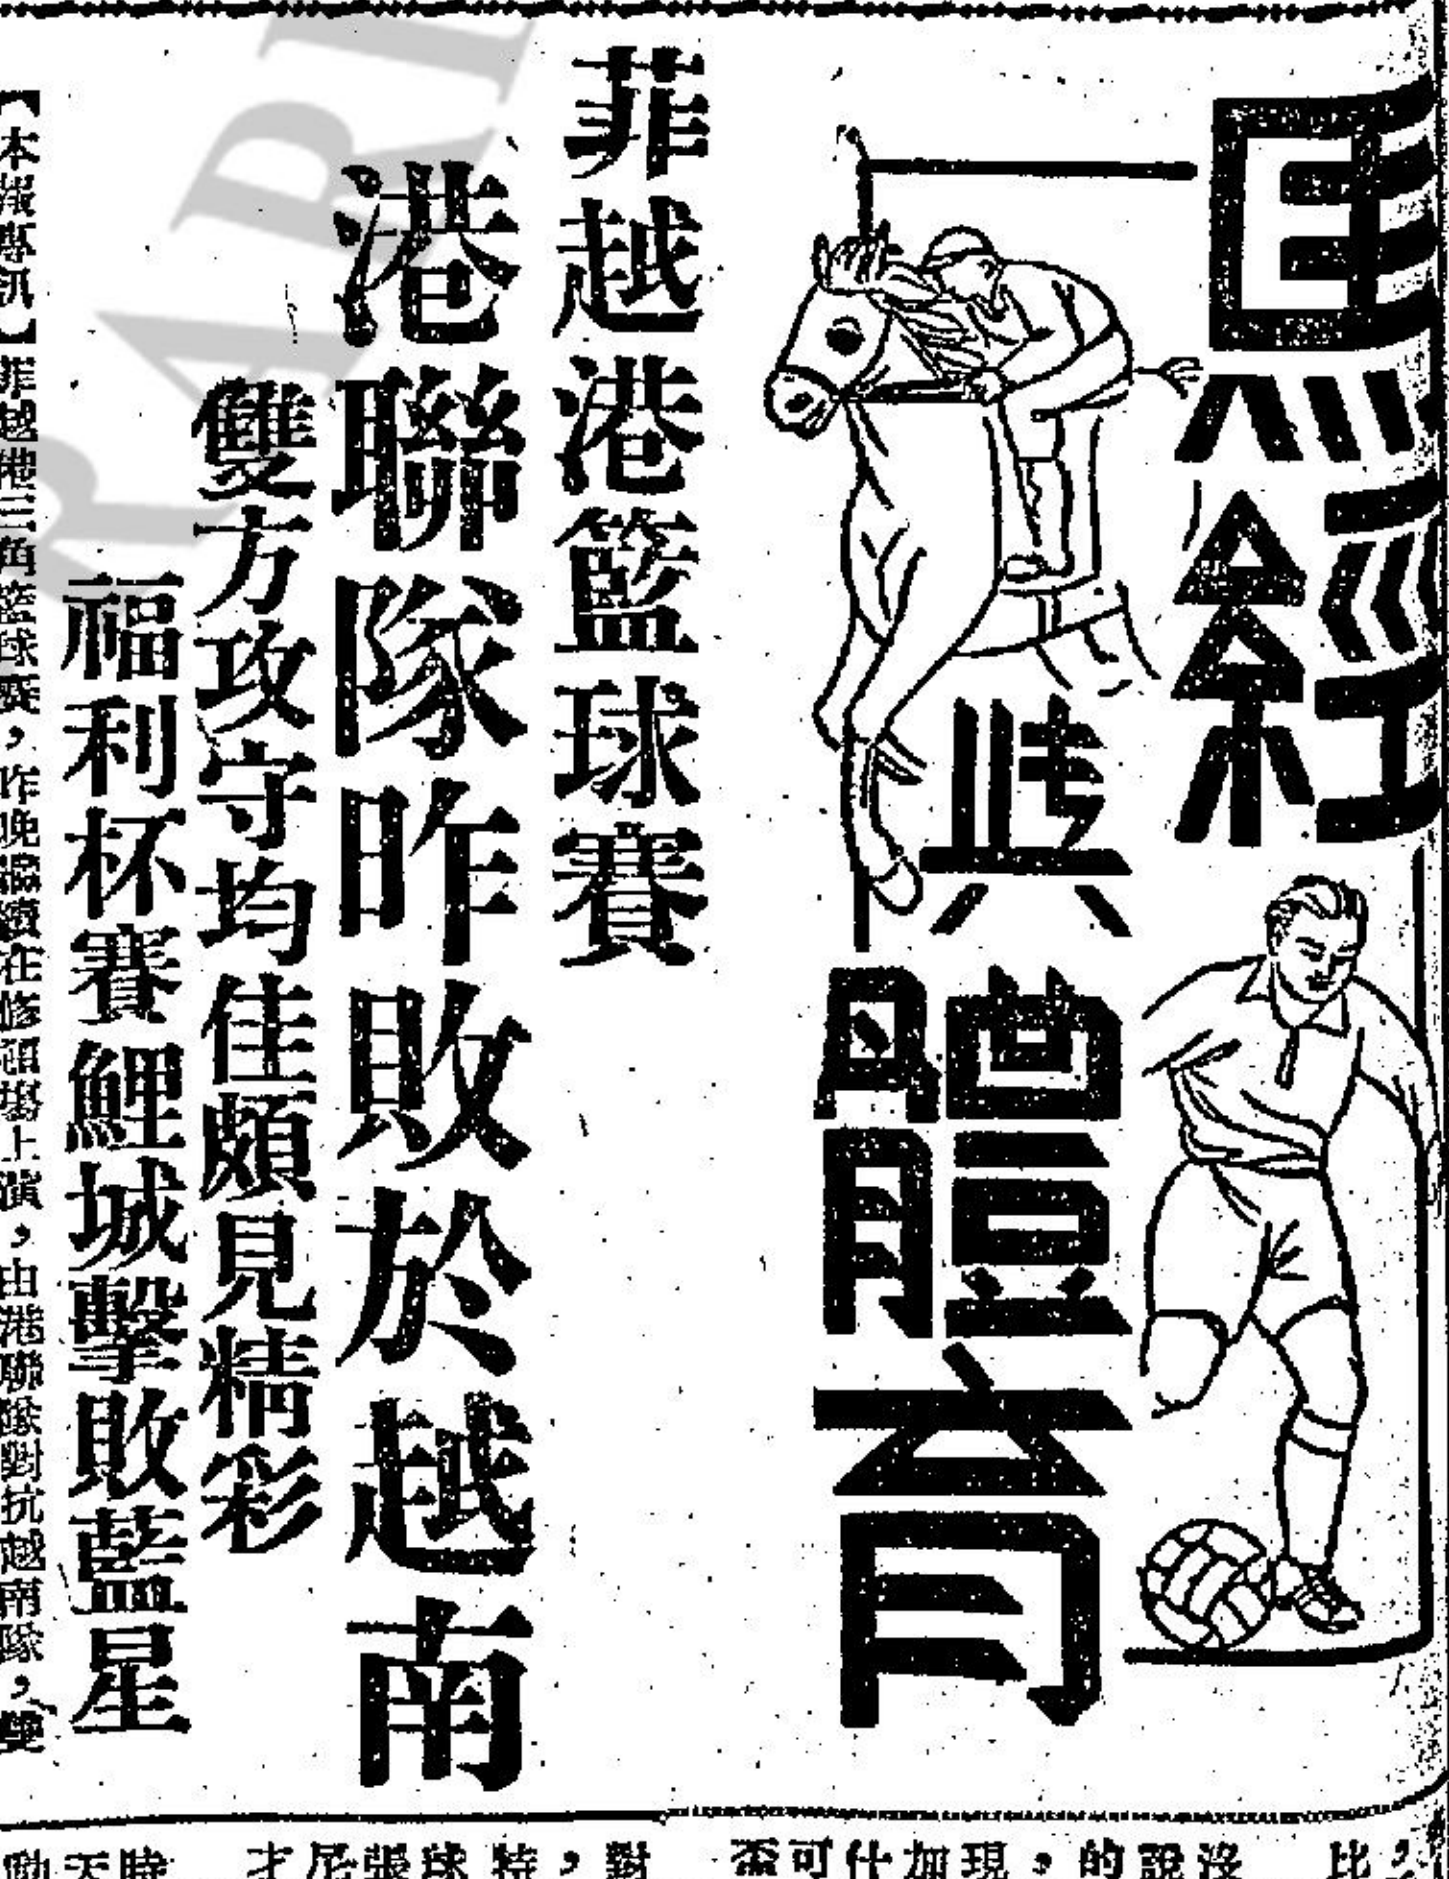 馬經
與體育
菲越港籃球賽
港聯隊昨敗於越南
雙方攻守均佳頗見精彩
福利杯賽鯉城擊敗藍星
【本報專訊】菲越港三角籃球賽，昨晚繼續在修頓場上演，由港聯隊對抗越南隊，雙